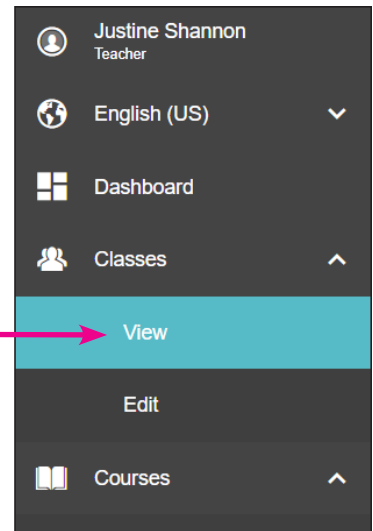 Justine Shannon
Teacher
English (US)
Dashboard
Classes
View
Edit
Courses